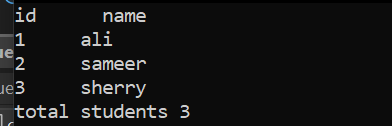 id      name
1     ali
2     sameer
3     sherry
total students 3